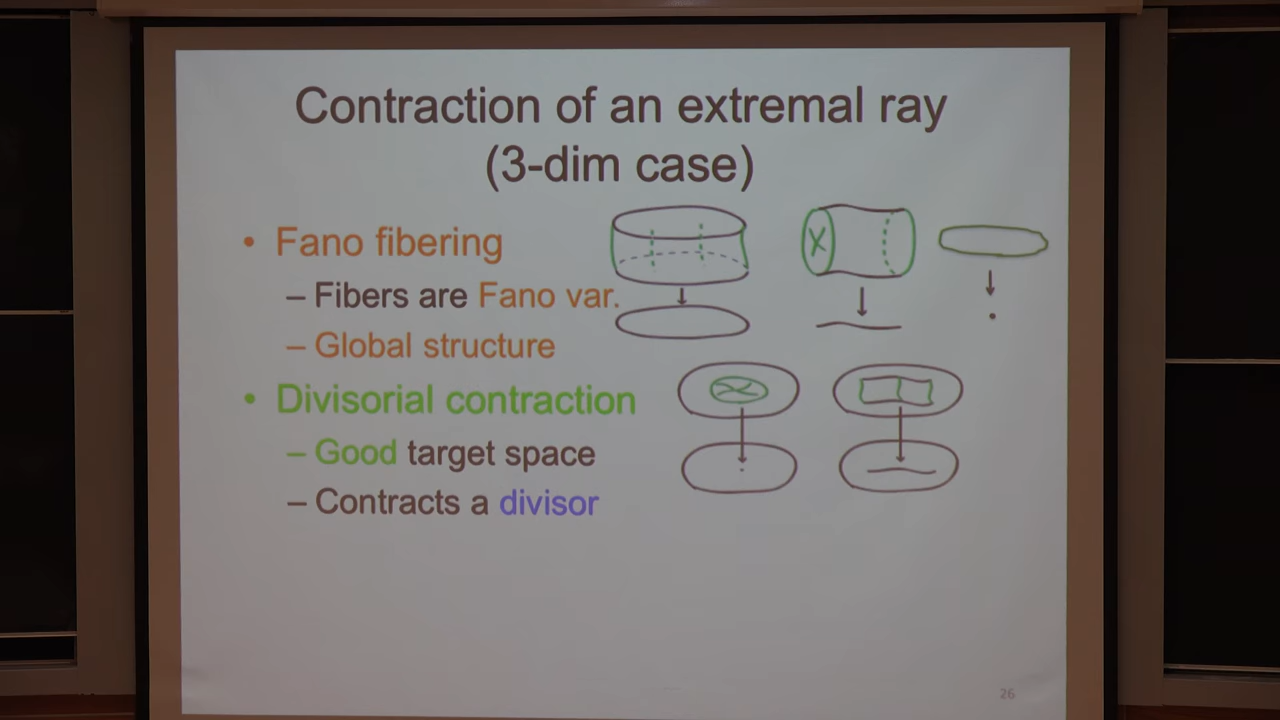 Contraction of an extremal ray
(3-dim case)
• Fano fibering
– Fibers are Fano var.
– Global structure
• Divisorial contraction
– Good target space
– Contracts a divisor
26